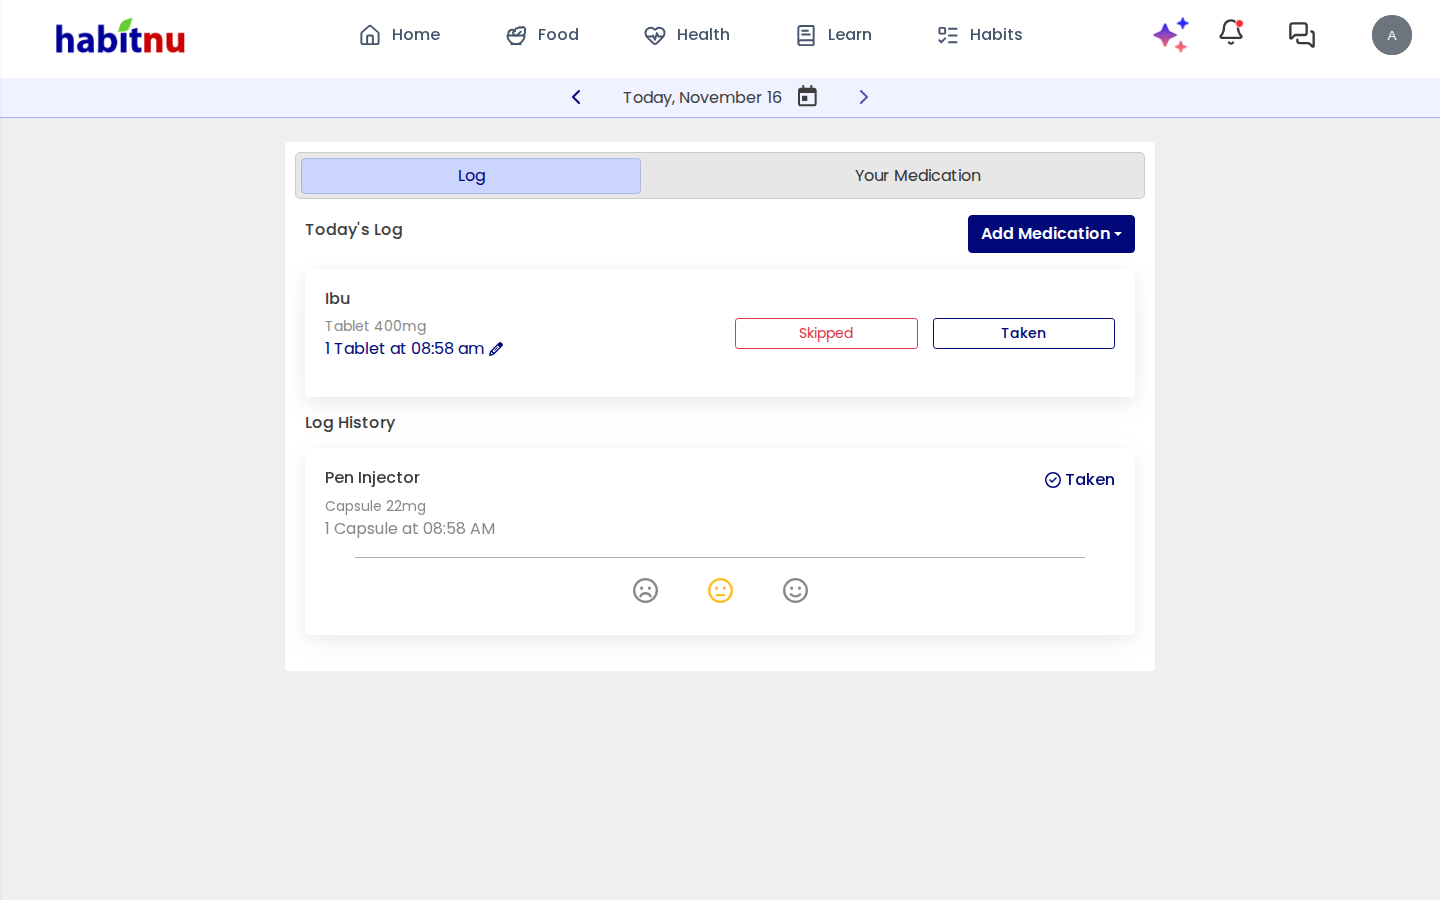 habitnu
Home
Food
Health
Learn
Habits
A
Today, November 16
Log
Your Medication
Today's Log
Add Medication
Ibu
Tablet 400mg
1 Tablet at 08:58 am
Skipped
Taken
Log History
Pen Injector
Taken
Capsule 22mg
1 Capsule at 08:58 AM